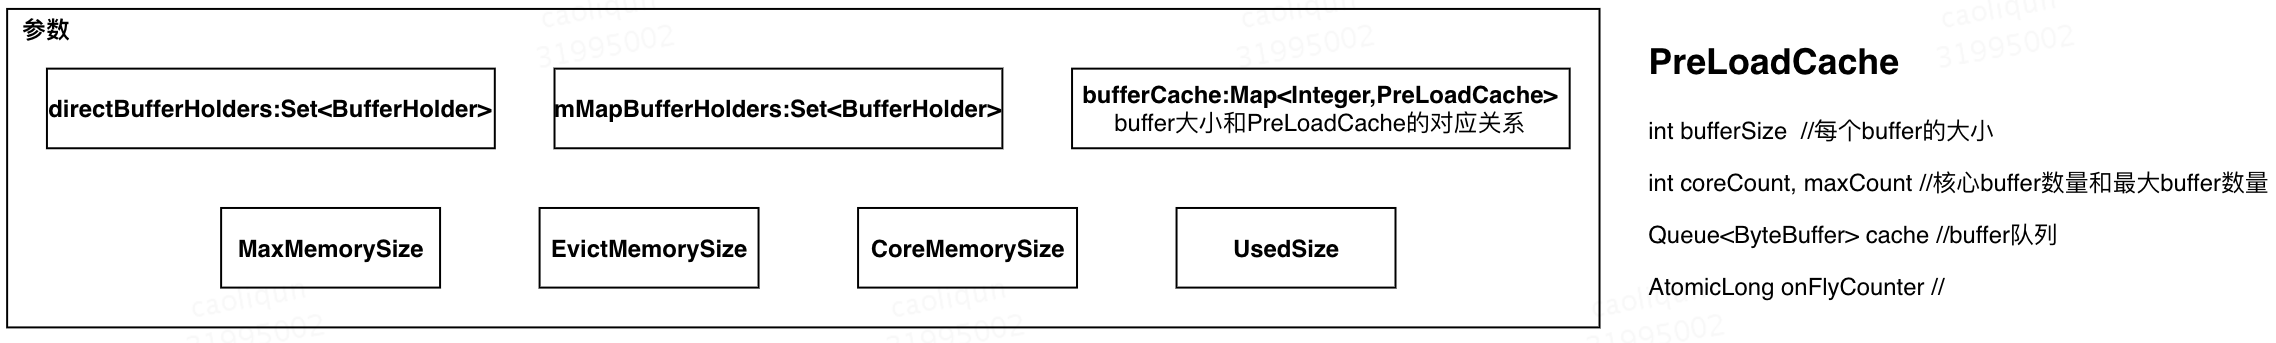 参数
directBufferHolders:Set<BufferHolder>
mMapBufferHolders:Set<BufferHolder>
bufferCache:Map<Integer,PreLoadCache>
buffer大小和PreLoadCache的对应关系
MaxMemorySize
EvictMemorySize
CoreMemorySize
UsedSize
PreLoadCache
int bufferSize //每个buffer的大小
int coreCount, maxCount //核心buffer数量和最大buffer数量
Queue<ByteBuffer> cache //buffer队列
AtomicLong onFlyCounter //
caoliqun
31995002
caoliqun
31995002
caoliqun
31995002
caoliqun
31995002
caoliqun
31995002
caoliqun
31995002